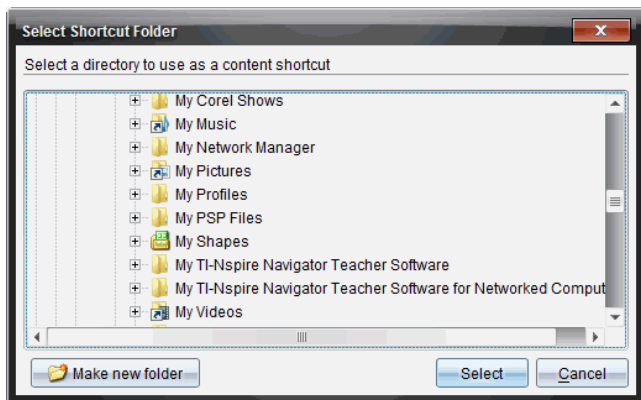 Select Shortcut Folder
Select a directory to use as a content shortcut
My Corel Shows
My Music
My Network Manager
My Pictures
My Profiles
My PSP Files
My Shapes
My TI-Nspire Navigator Teacher Software
My TI-Nspire Navigator Teacher Software for Networked Comput
My Videos
Make new folder
Select
Cancel